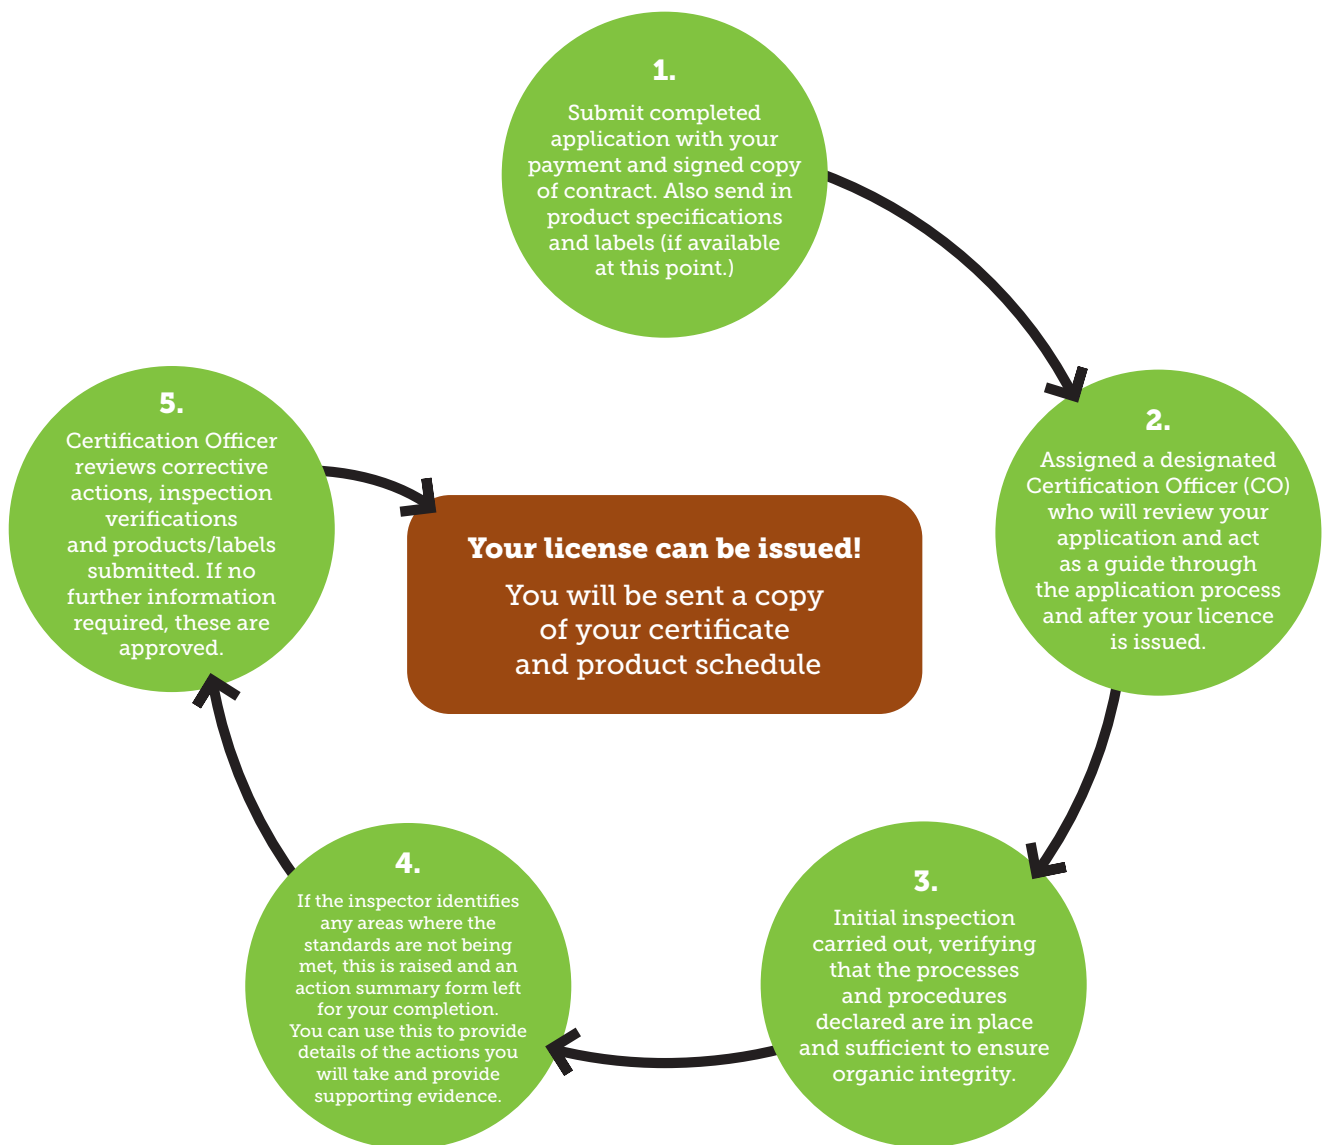 1.
Submit completed
application with your
payment and signed copy
of contract. Also send in
product specifications
and labels (if available
at this point.)
2.
Assigned a designated
Certification Officer (CO)
who will review your
application and act
as a guide through
the application process
and after your licence
is issued.
3.
Initial inspection
carried out, verifying
that the processes
and procedures
declared are in place
and sufficient to ensure
organic integrity.
4.
If the inspector identifies
any areas where the
standards are not being
met, this is raised and an
action summary form left
for your completion.
You can use this to provide
details of the actions you
will take and provide
supporting evidence.
5.
Certification Officer
reviews corrective
actions, inspection
verifications
and products/labels
submitted. If no
further information
required, these are
approved.
Your license can be issued!
You will be sent a copy
of your certificate
and product schedule